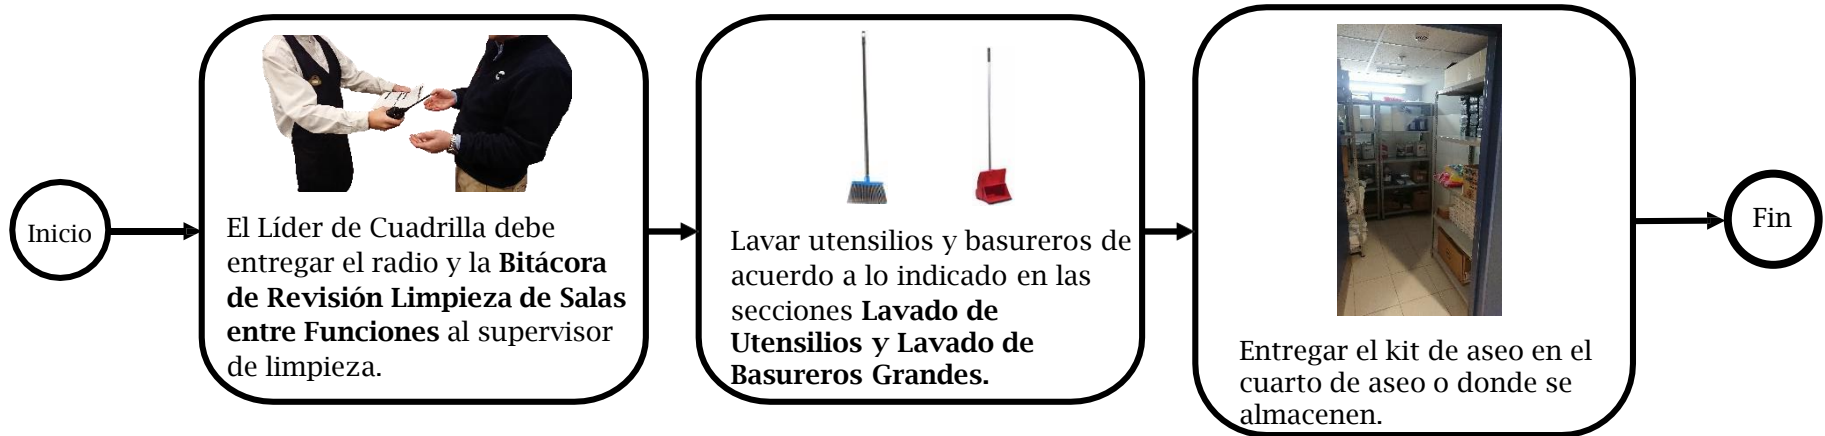 Inicio
El Líder de Cuadrilla debe
entregar el radio y la Bitácora
de Revisión Limpieza de Salas
entre Funciones al supervisor
de limpieza.
Lavar utensilios y basureros de
acuerdo a lo indicado en las
secciones Lavado de
Utensilios y Lavado de
Basureros Grandes.
Entregar el kit de aseo en el
cuarto de aseo o donde se
almacenen.
Fin